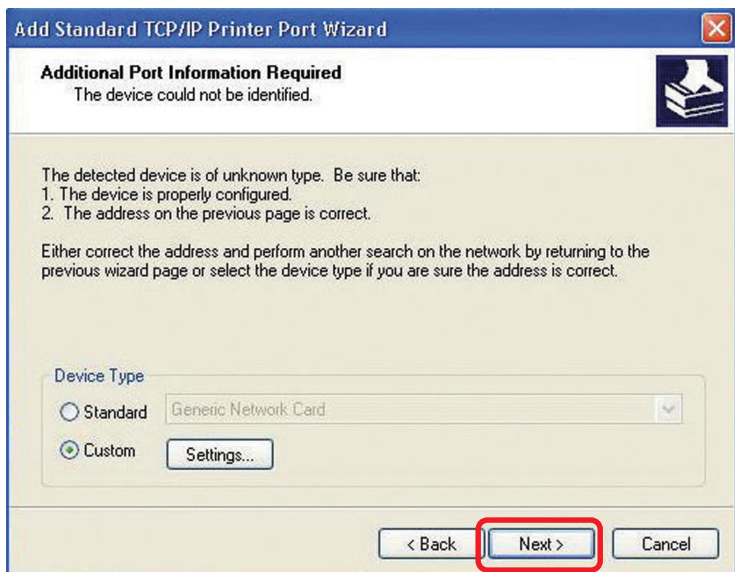 Add Standard TCP/IP Printer Port Wizard
Additional Port Information Required
The device could not be identified.
The detected device is of unknown type. Be sure that:
1. The device is properly configured.
2. The address on the previous page is correct.
Either correct the address and perform another search on the network by returning to the
previous wizard page or select the device type if you are sure the address is correct.
Device Type
Standard Generic Network Card
Custom Settings...
< Back Next > Cancel